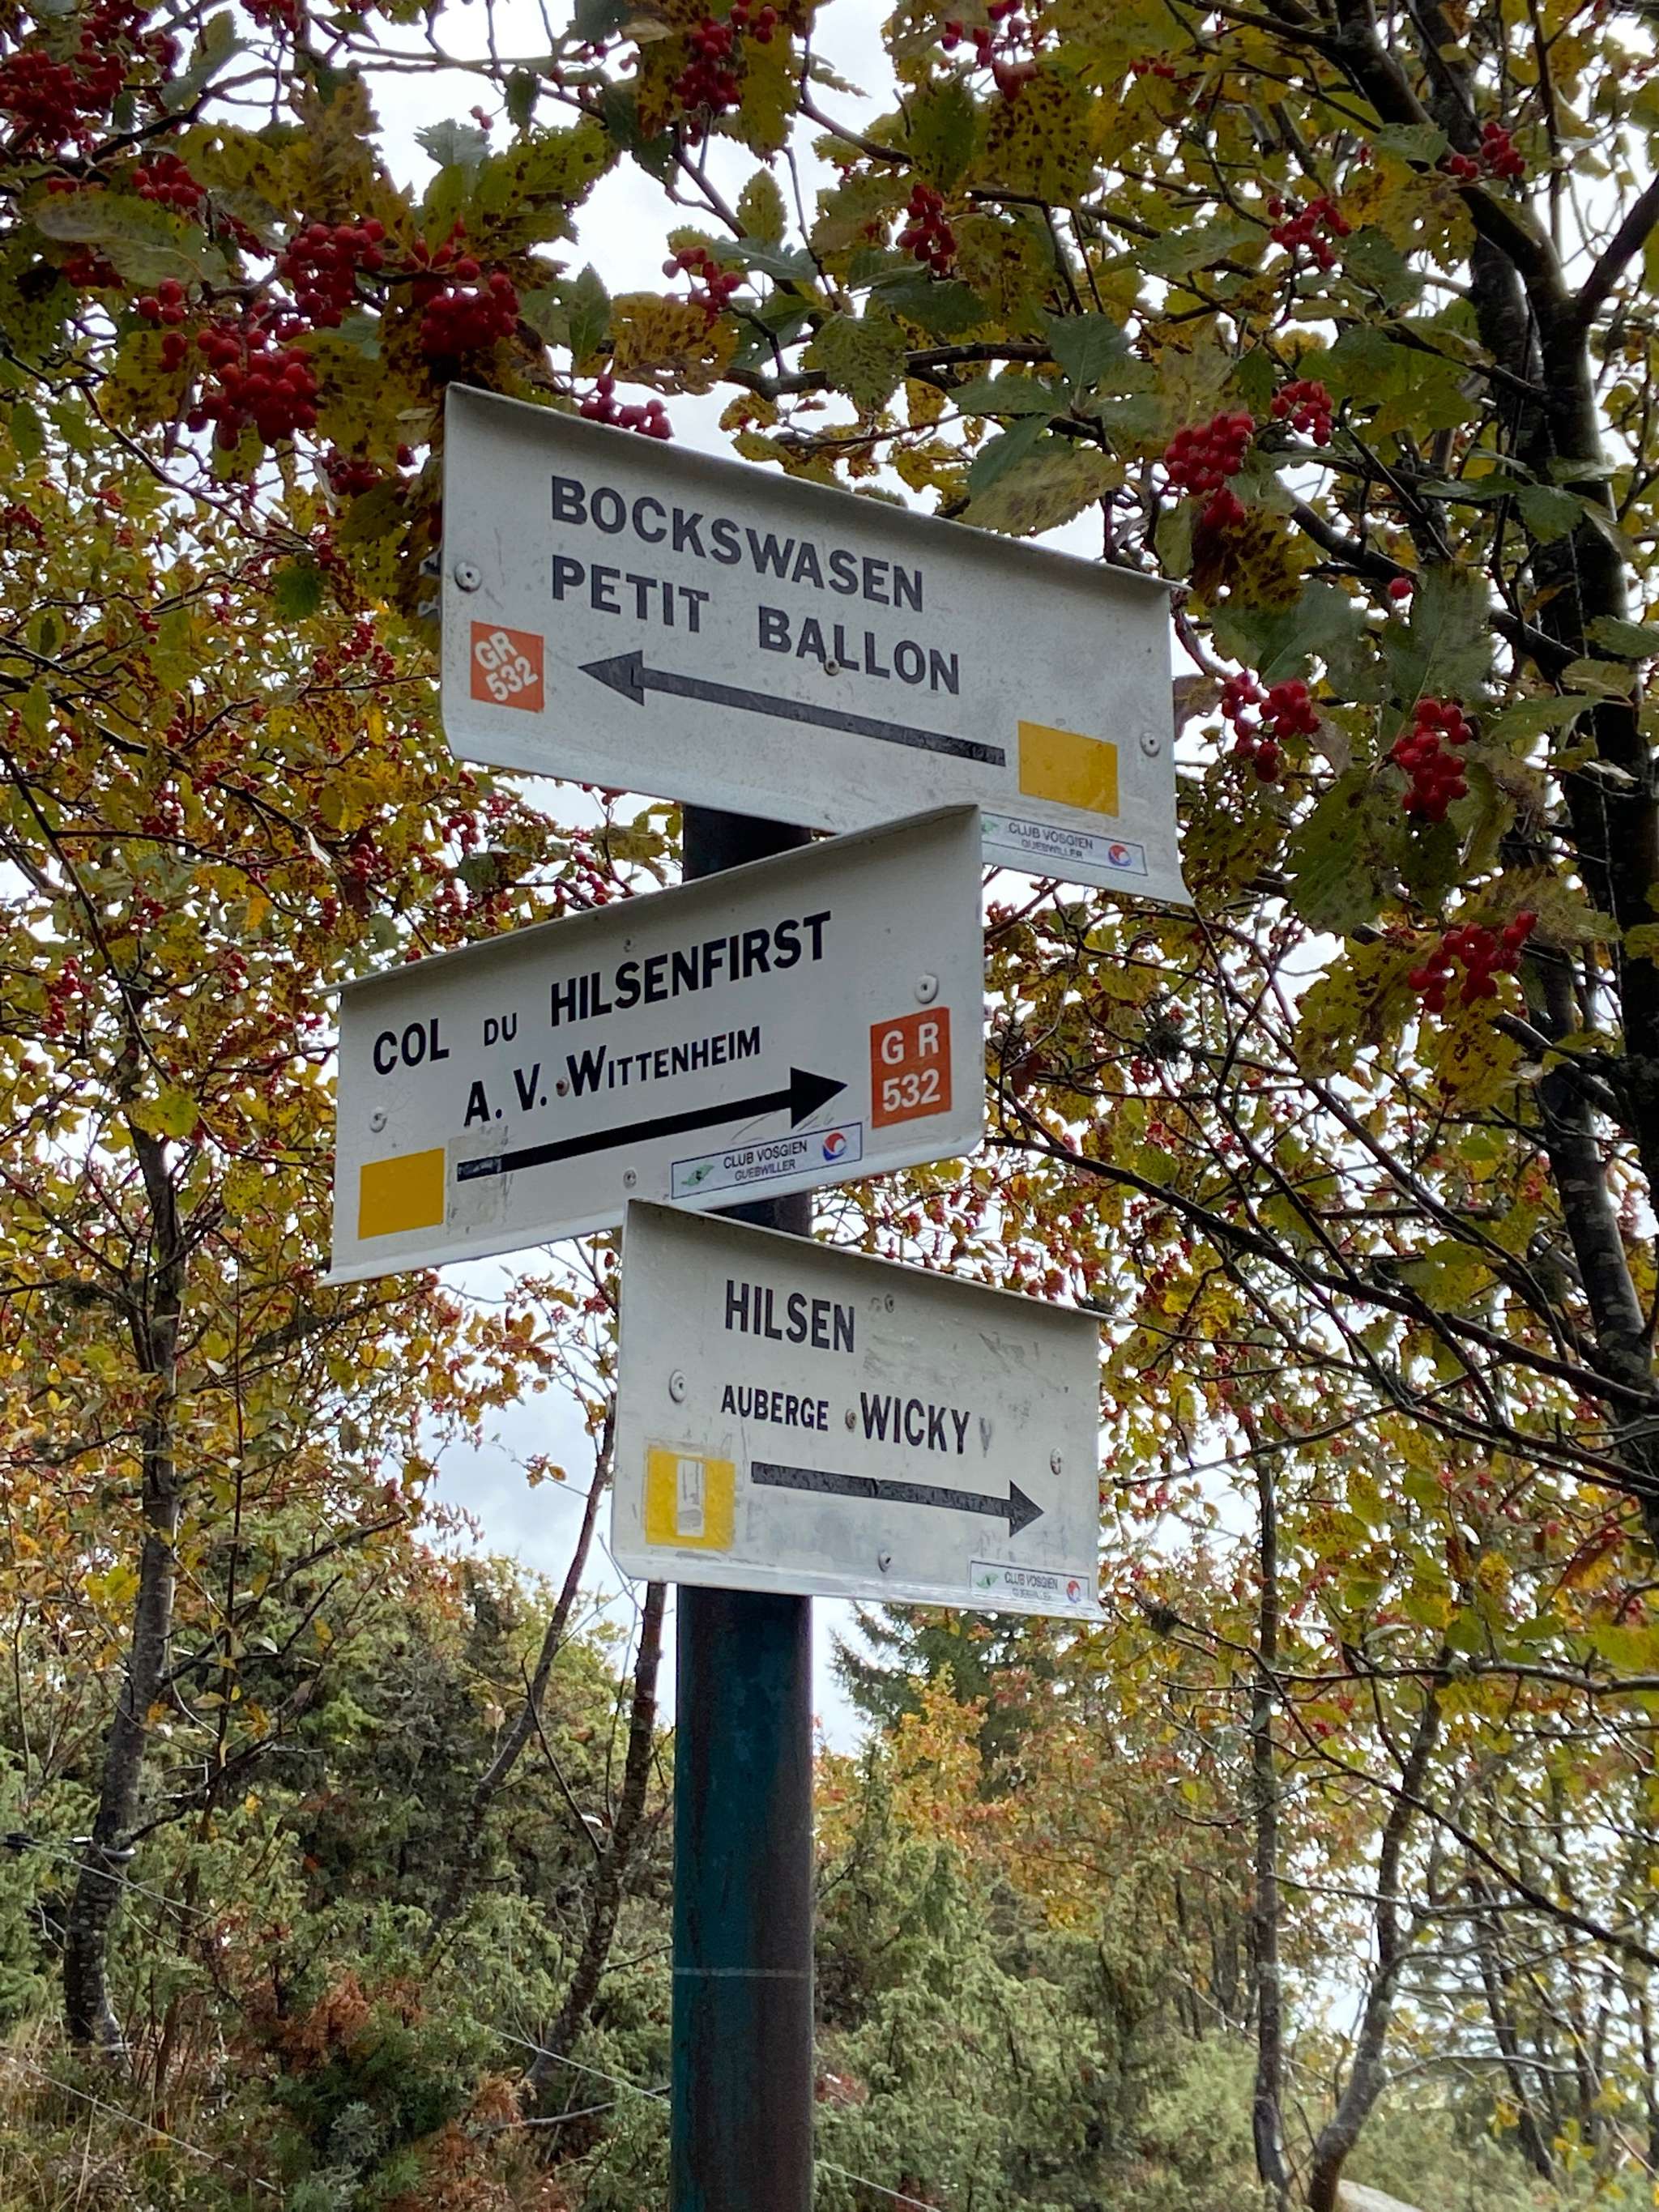 BOCKSWASEN
PETIT BALLON
GR
532
CLUB VOSGIEN
GUEBWILLER
COL DU HILSENFIRST
A. V. WITTENHEIM
G R
532
CLUB VOSGIEN
GUEBWILLER
HILSEN
AUBERGE WICKY
CLUB VOSGIEN
GUEBWILLER